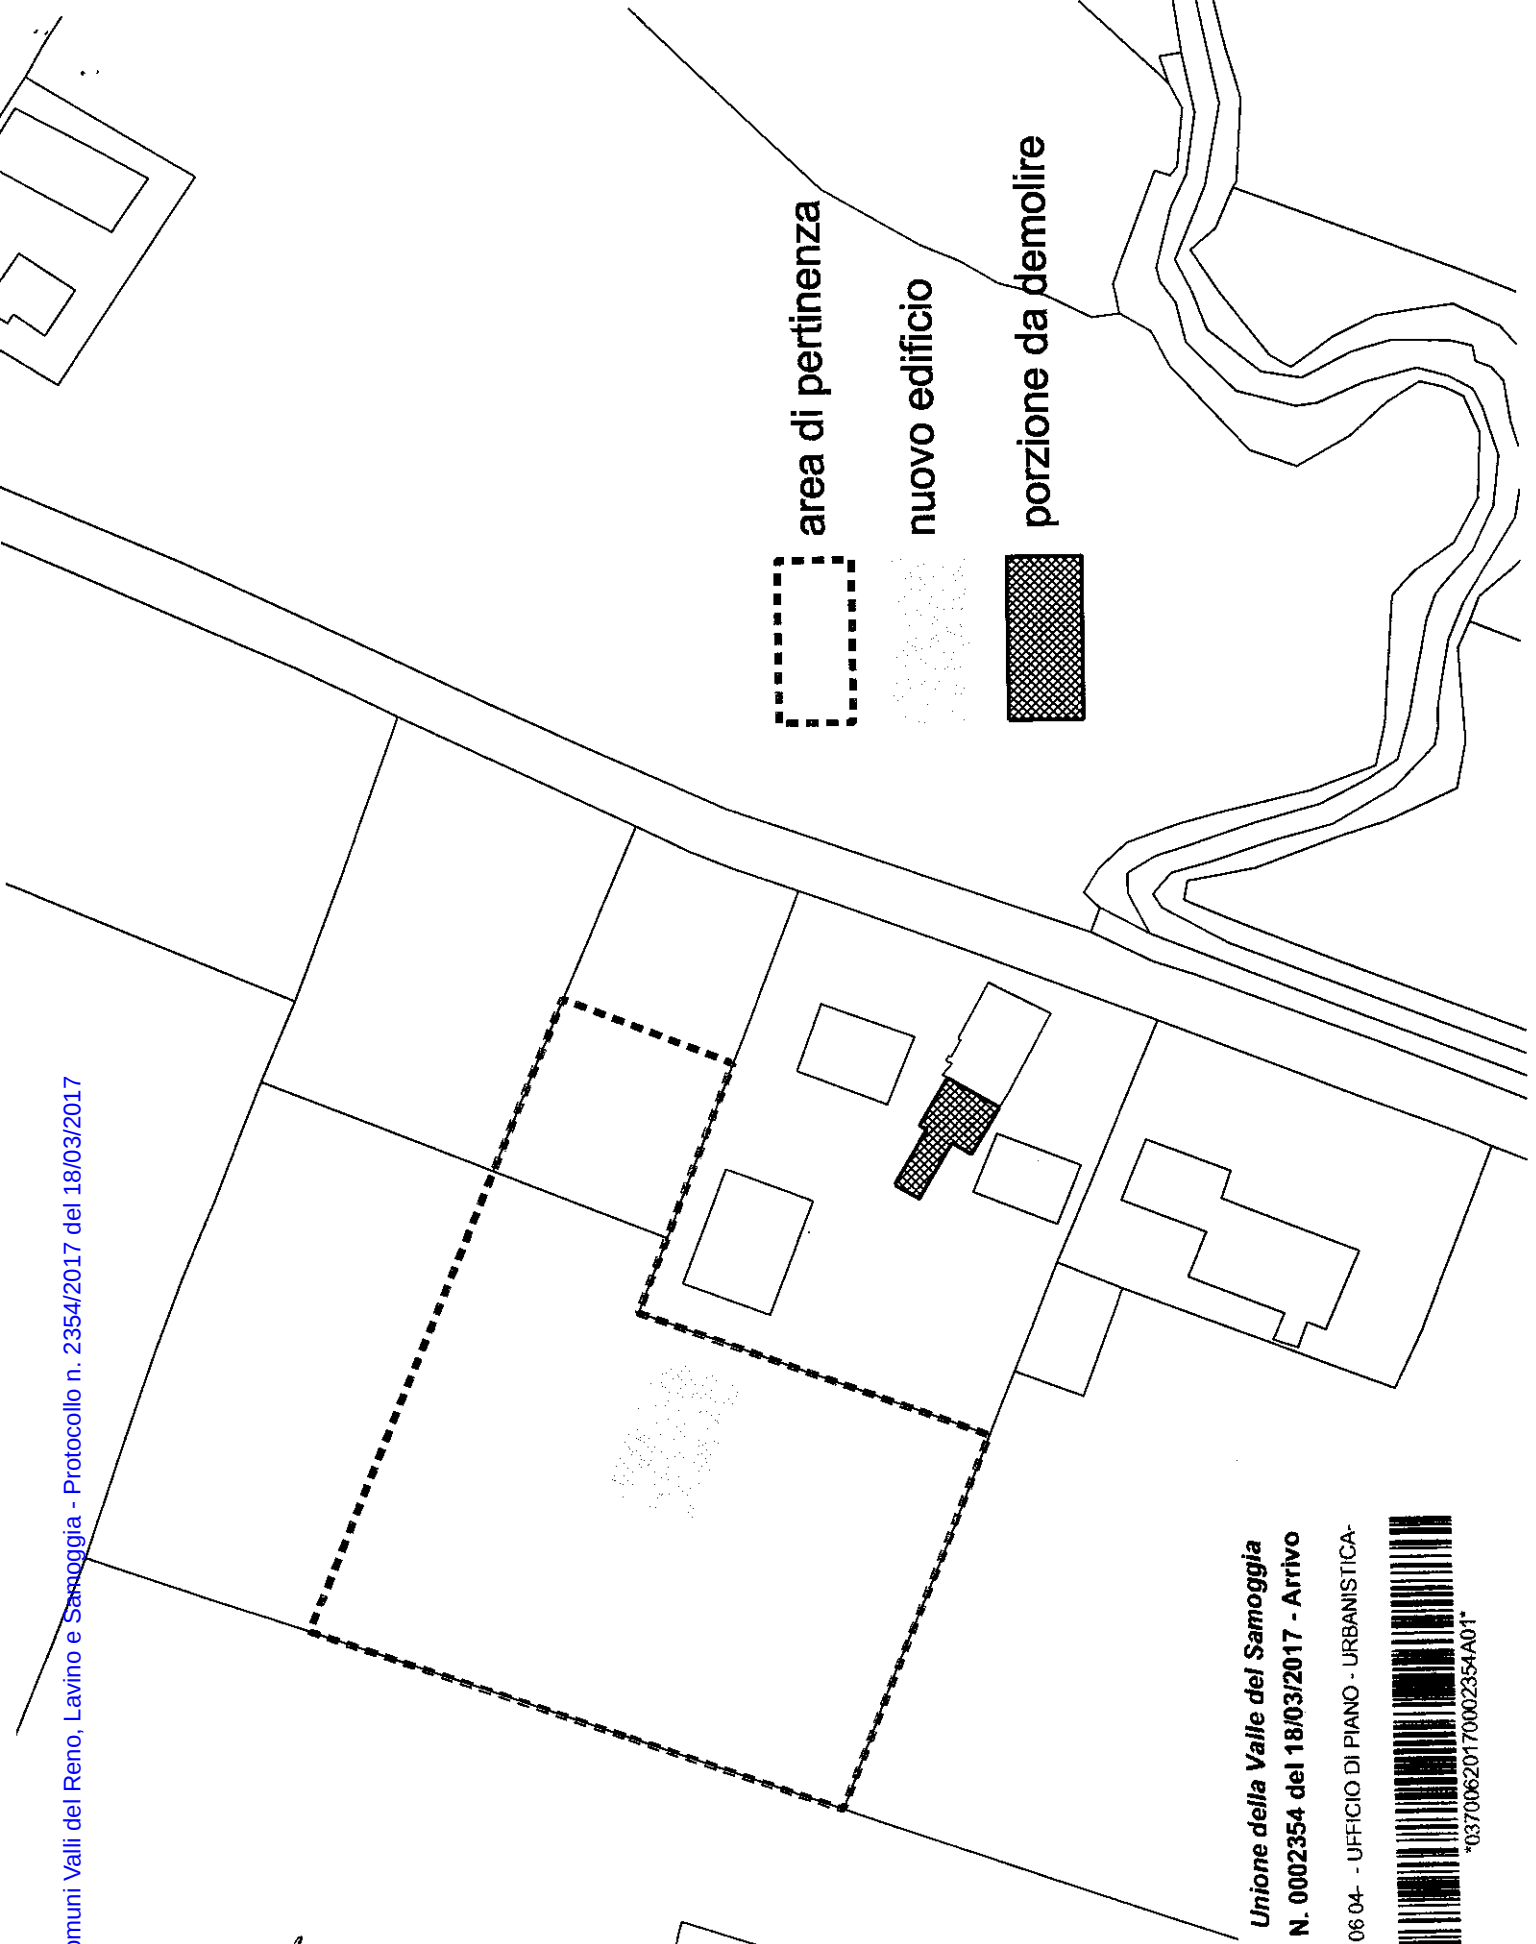 omuni Valli del Reno, Lavino e Samoggia - Protocollo n. 2354/2017 del 18/03/2017
area di pertinenza
nuovo edificio
porzione da demolire
Unione della Valle del Samoggia
N. 0002354 del 18/03/2017 - Arrivo
06 04- - UFFICIO DI PIANO - URBANISTICA-
*03700620170002354A01*